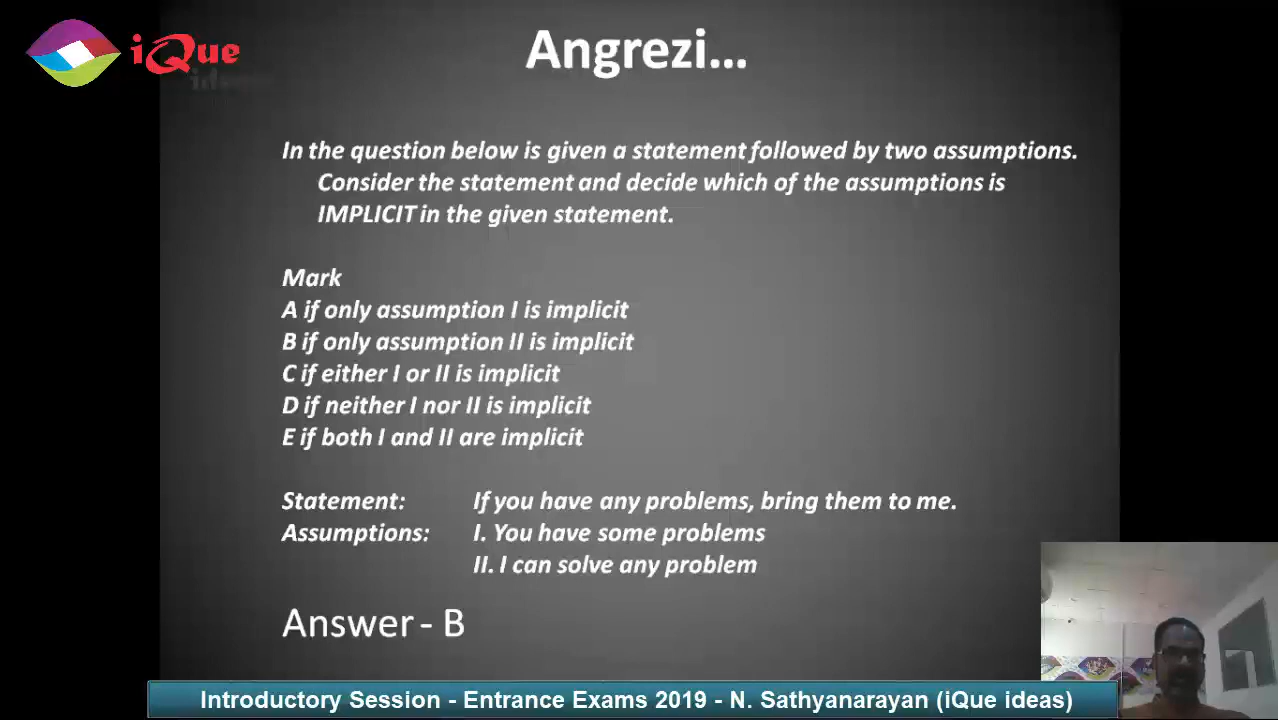 iQue
ideas
Angrezi...
In the question below is given a statement followed by two assumptions.
Consider the statement and decide which of the assumptions is
IMPLICIT in the given statement.
Mark
A if only assumption I is implicit
B if only assumption II is implicit
C if either I or II is implicit
D if neither I nor II is implicit
E if both I and II are implicit
Statement: If you have any problems, bring them to me.
Assumptions: I. You have some problems
II. I can solve any problem
Answer - B
Introductory Session - Entrance Exams 2019 - N. Sathyanarayan (iQue ideas)